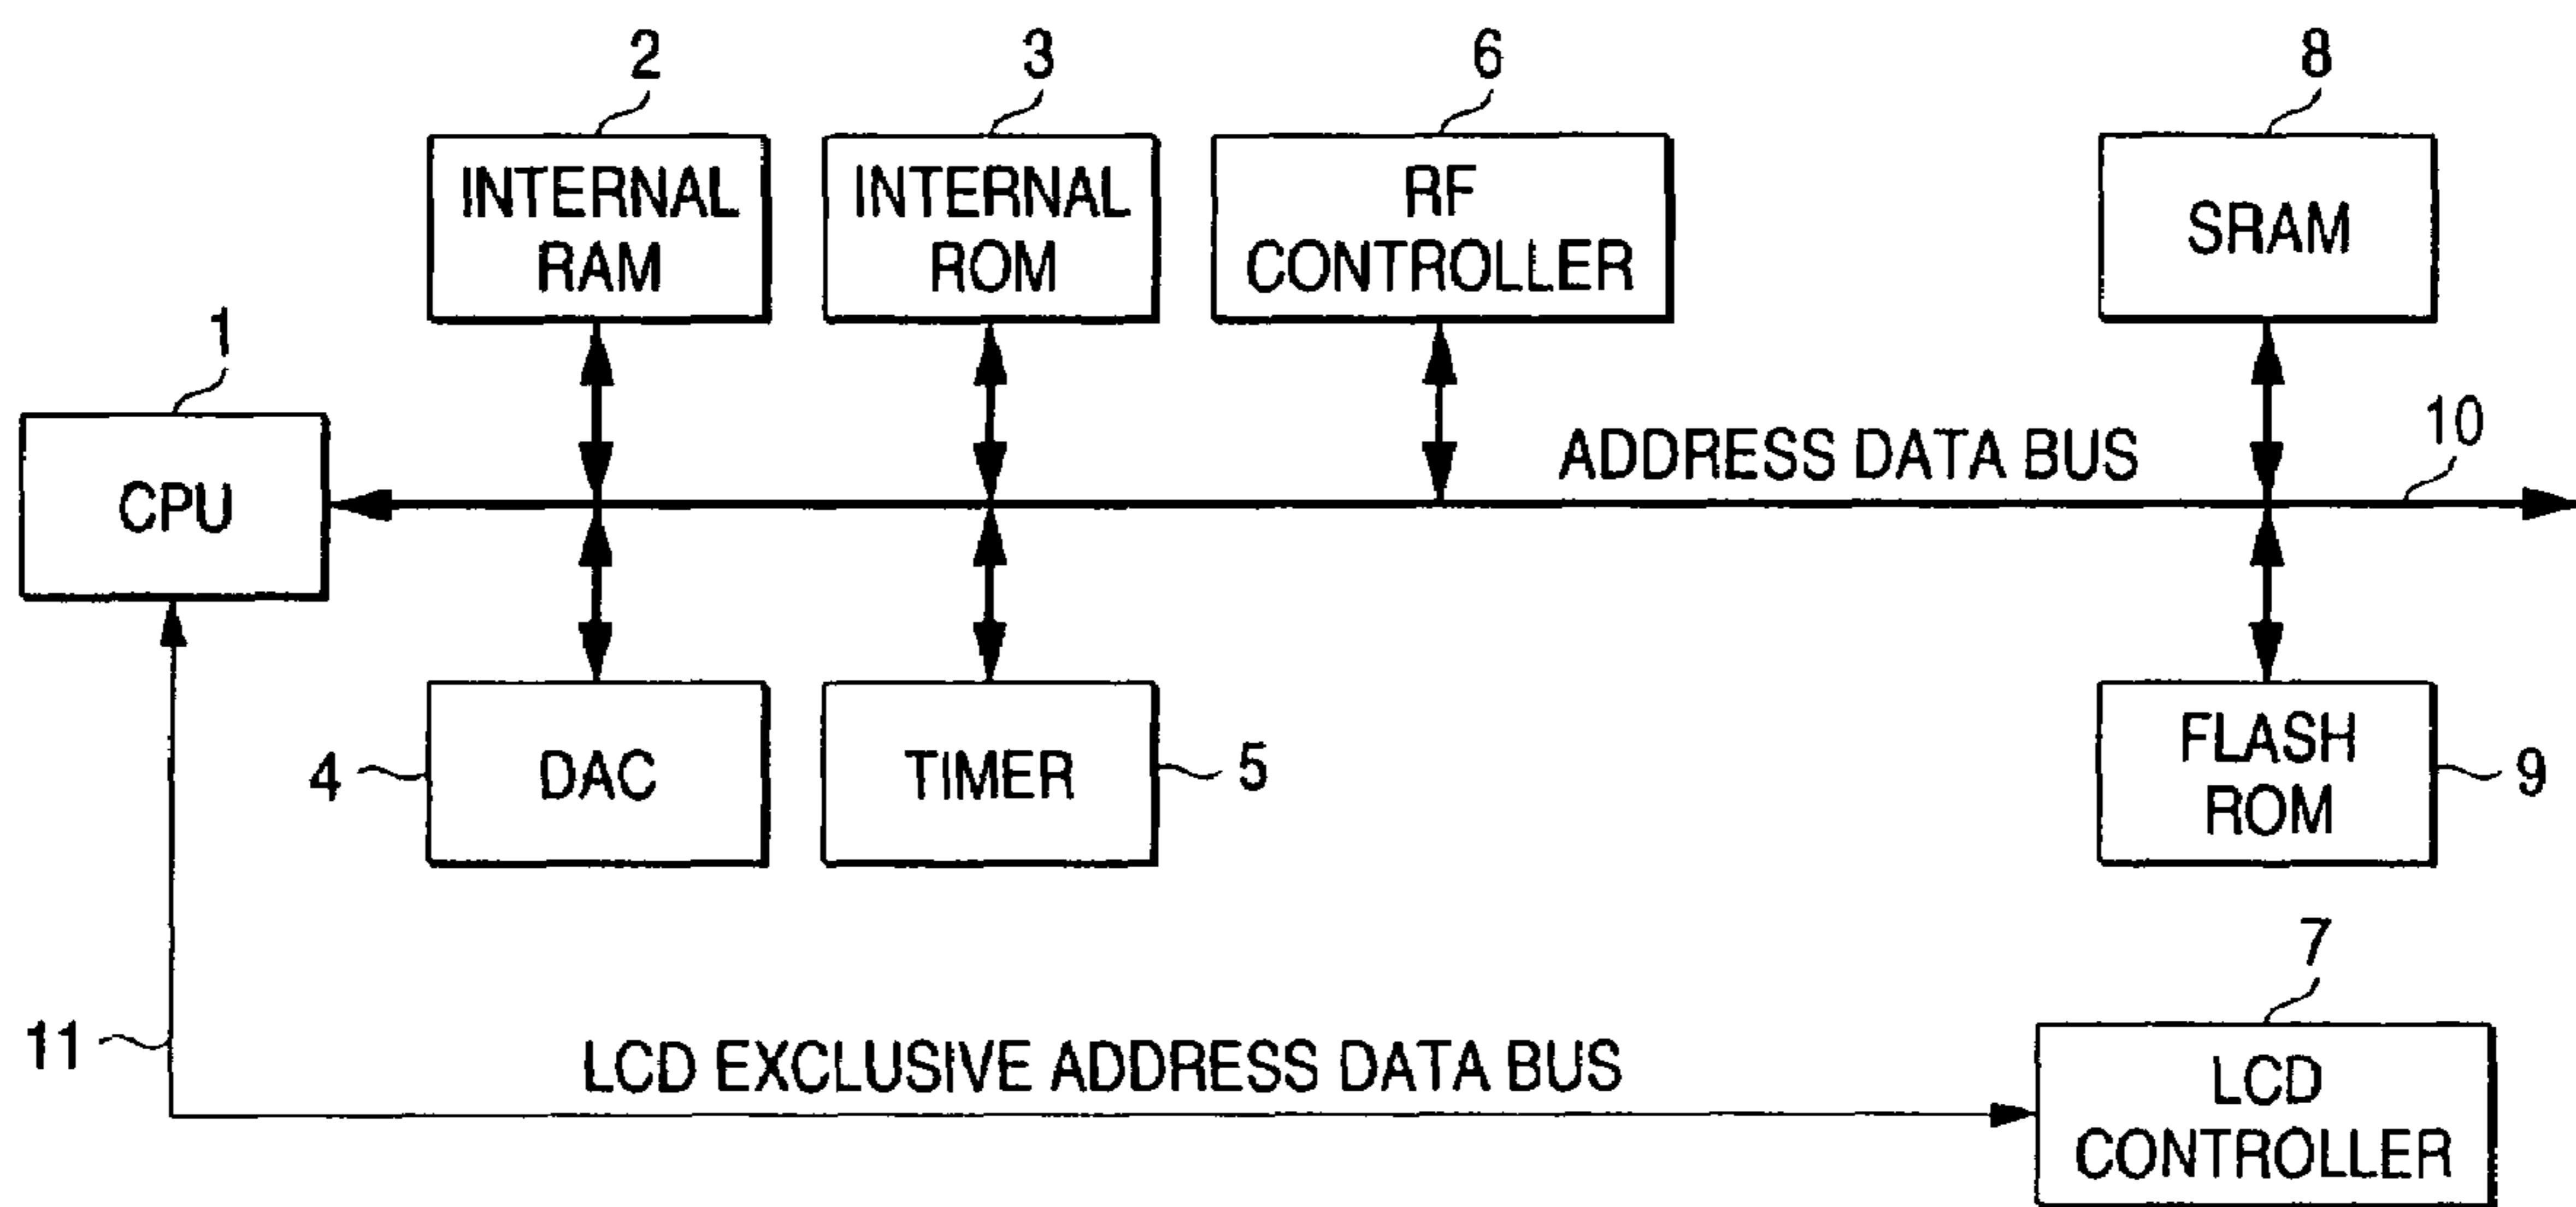 2
3
6
8
INTERNAL
RAM
INTERNAL
ROM
RF
CONTROLLER
SRAM
1
CPU
ADDRESS DATA BUS
10
4
DAC
TIMER
5
FLASH
ROM
9
7
11
LCD EXCLUSIVE ADDRESS DATA BUS
LCD
CONTROLLER